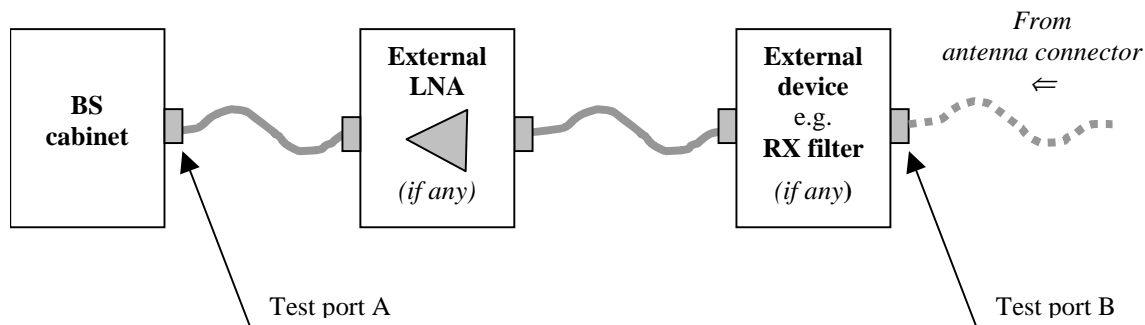 BS
cabinet
External
LNA
(if any)
External
device
e.g.
RX filter
(if any)
From
antenna connector
⇐
Test port A
Test port B